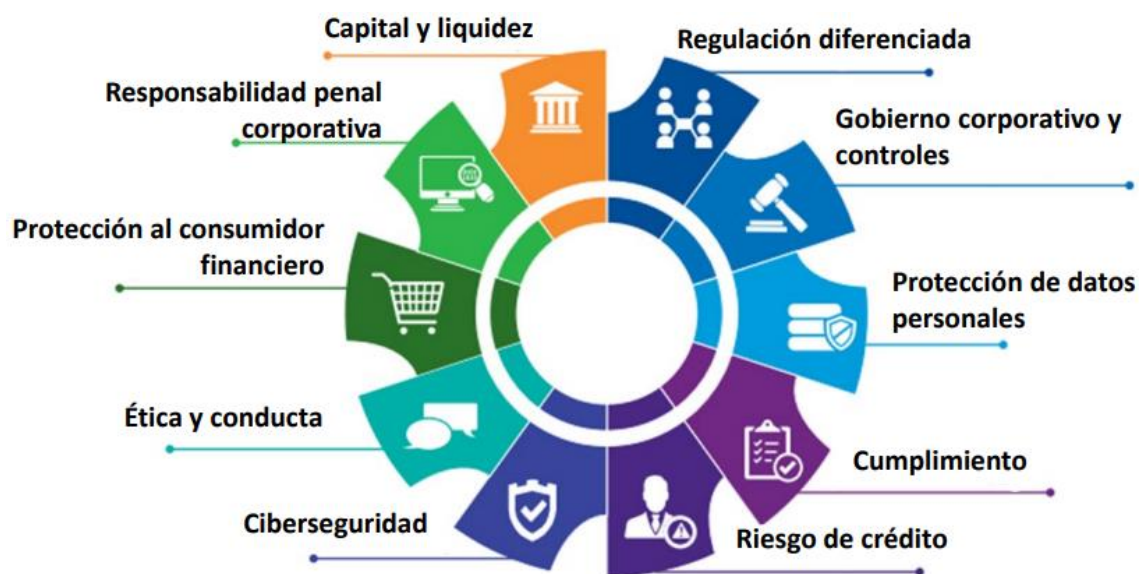 Capital y liquidez
Regulación diferenciada
Responsabilidad penal
corporativa
Gobierno corporativo y
controles
Protección al consumidor
financiero
Protección de datos
personales
Ética y conducta
Cumplimiento
Ciberseguridad
Riesgo de crédito